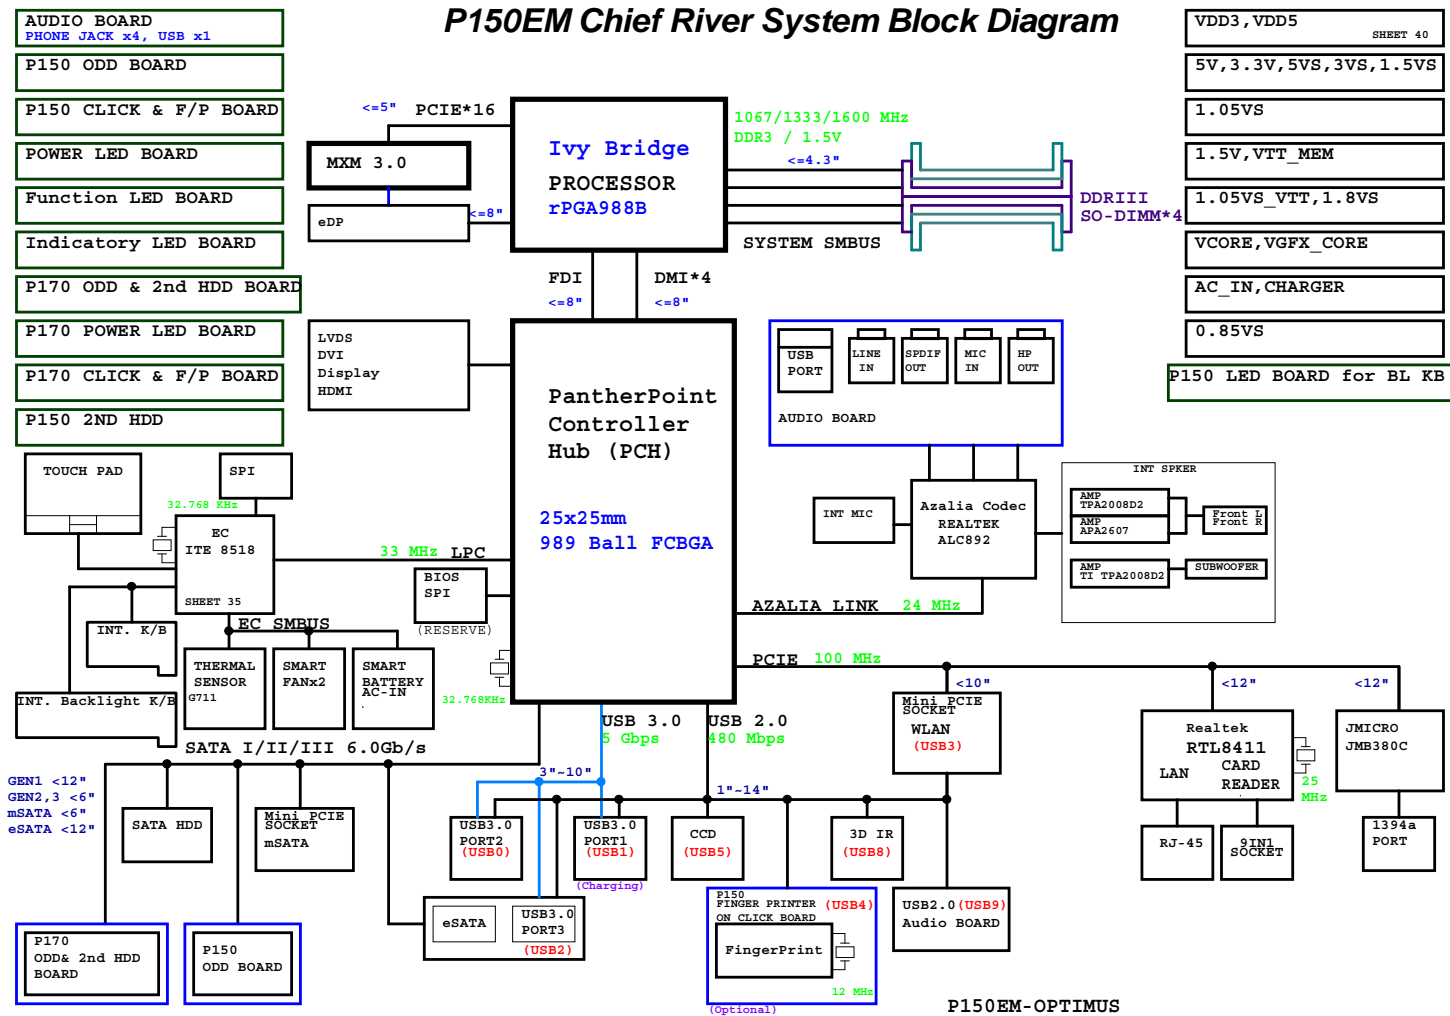 P150EM Chief River System Block Diagram
AUDIO BOARD
PHONE JACK x4, USB x1
P150 ODD BOARD
P150 CLICK & F/P BOARD
POWER LED BOARD
Function LED BOARD
Indicatory LED BOARD
P170 ODD & 2nd HDD BOARD
P170 POWER LED BOARD
P170 CLICK & F/P BOARD
P150 2ND HDD
VDD3,VDD5
SHEET 40
5V,3.3V,5VS,3VS,1.5VS
1.05VS
1.5V,VTT_MEM
1.05VS_VTT,1.8VS
VCORE,VGFX_CORE
AC_IN,CHARGER
0.85VS
P150 LED BOARD for BL KB
<=5"
PCIE*16
MXM 3.0
eDP
<=8"
Ivy Bridge
PROCESSOR
rPGA988B
1067/1333/1600 MHz
DDR3 / 1.5V
<=4.3"
DDRIII
SO-DIMM*4
SYSTEM SMBUS
FDI
DMI*4
<=8"
<=8"
LVDS
DVI
Display
HDMI
PantherPoint
Controller
Hub (PCH)
25x25mm
989 Ball FCBGA
USB
PORT
LINE
IN
SPDIF
OUT
MIC
IN
HP
OUT
AUDIO BOARD
TOUCH PAD
SPI
32.768 KHz
EC
ITE 8518
SHEET 35
33 MHz LPC
BIOS
SPI
(RESERVE)
INT MIC
Azalia Codec
REALTEK
ALC892
INT SPKER
AMP
TPA2008D2
AMP
APA2607
Front L
Front R
AMP
TI TPA2008D2
SUBWOOFER
AZALIA LINK 24 MHz
INT. K/B
EC SMBUS
INT. Backlight K/B
THERMAL
SENSOR
G711
SMART
FANx2
SMART
BATTERY
AC-IN
32.768KHz
PCIE 100 MHz
<10"
<12"
<12"
Mini PCIE
SOCKET
WLAN
(USB3)
Realtek
RTL8411
LAN
CARD
READER
25
MHz
JMICRO
JMB380C
RJ-45
9IN1
SOCKET
1394a
PORT
USB 3.0
5 Gbps
USB 2.0
480 Mbps
SATA I/II/III 6.0Gb/s
3"~10"
1"~14"
GEN1 <12"
GEN2,3 <6"
mSATA <6"
eSATA <12"
SATA HDD
Mini PCIE
SOCKET
mSATA
USB3.0
PORT2
(USB0)
USB3.0
PORT1
(USB1)
(Charging)
CCD
(USB5)
3D IR
(USB8)
P170
ODD& 2nd HDD
BOARD
P150
ODD BOARD
eSATA
USB3.0
PORT3
(USB2)
P150
FINGER PRINTER
ON CLICK BOARD
(USB4)
FingerPrint
12 MHz
(Optional)
USB2.0 (USB9)
Audio BOARD
P150EM-OPTIMUS